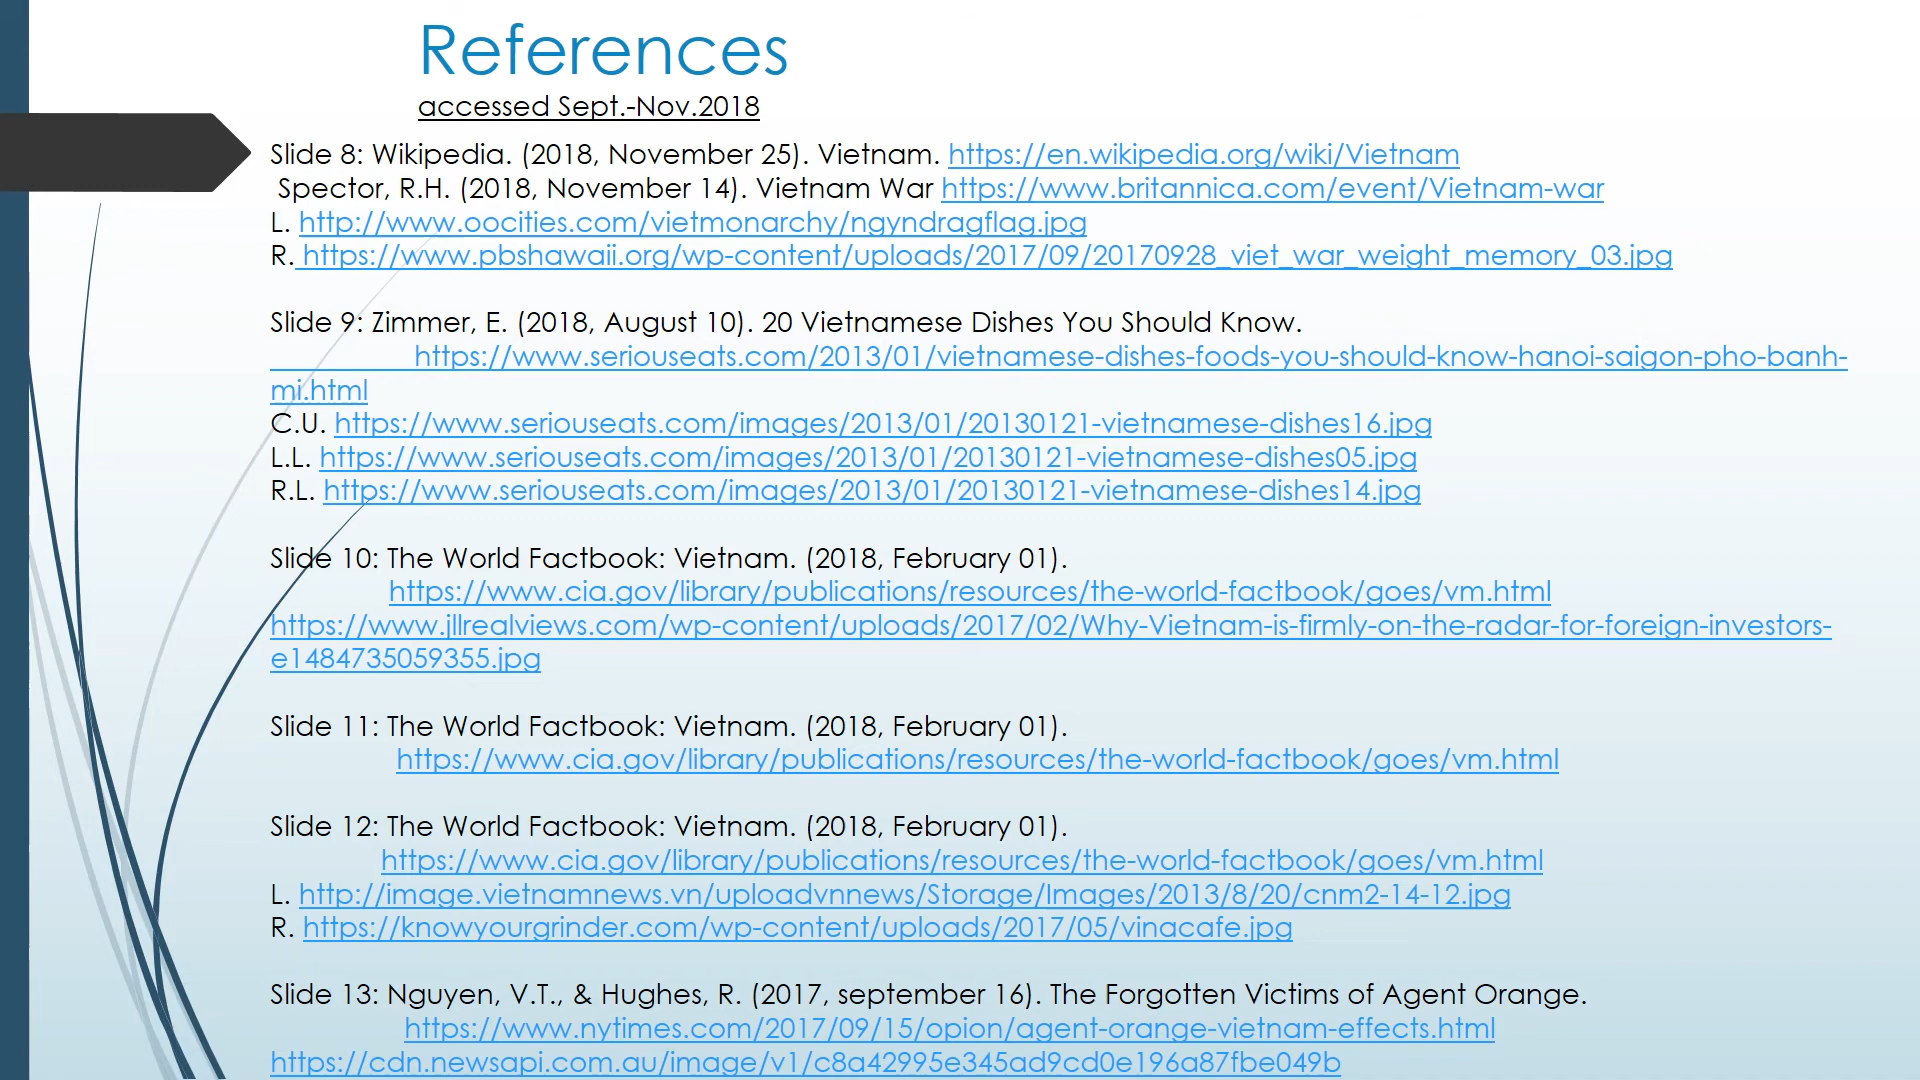 References
accessed Sept.-Nov.2018
Slide 8: Wikipedia. (2018, November 25). Vietnam. https://en.wikipedia.org/wiki/Vietnam
Spector, R.H. (2018, November 14). Vietnam War https://www.britannica.com/event/Vietnam-war
L. http://www.oocities.com/vietmonarchy/ngyndragflag.jpg
R. https://www.pbshawaii.org/wp-content/uploads/2017/09/20170928_viet_war_weight_memory_03.jpg
Slide 9: Zimmer, E. (2018, August 10). 20 Vietnamese Dishes You Should Know.
https://www.seriouseats.com/2013/01/vietnamese-dishes-foods-you-should-know-hanoi-saigon-pho-banh-
mi.html
C.U. https://www.seriouseats.com/images/2013/01/20130121-vietnamese-dishes16.jpg
L.L. https://www.seriouseats.com/images/2013/01/20130121-vietnamese-dishes05.jpg
R.L. https://www.seriouseats.com/images/2013/01/20130121-vietnamese-dishes14.jpg
Slide 10: The World Factbook: Vietnam. (2018, February 01).
https://www.cia.gov/library/publications/resources/the-world-factbook/goes/vm.html
https://www.jllrealviews.com/wp-content/uploads/2017/02/Why-Vietnam-is-firmly-on-the-radar-for-foreign-investors-
e1484735059355.jpg
Slide 11: The World Factbook: Vietnam. (2018, February 01).
https://www.cia.gov/library/publications/resources/the-world-factbook/goes/vm.html
Slide 12: The World Factbook: Vietnam. (2018, February 01).
https://www.cia.gov/library/publications/resources/the-world-factbook/goes/vm.html
L. http://image.vietnamnews.vn/uploadvnnews/Storage/Images/2013/8/20/cnm2-14-12.jpg
R. https://knowyourgrinder.com/wp-content/uploads/2017/05/vinacafe.jpg
Slide 13: Nguyen, V.T., & Hughes, R. (2017, september 16). The Forgotten Victims of Agent Orange.
https://www.nytimes.com/2017/09/15/opion/agent-orange-vietnam-effects.html
https://cdn.newsapi.com.au/image/v1/c8a42995e345ad9cd0e196a87fbe049b